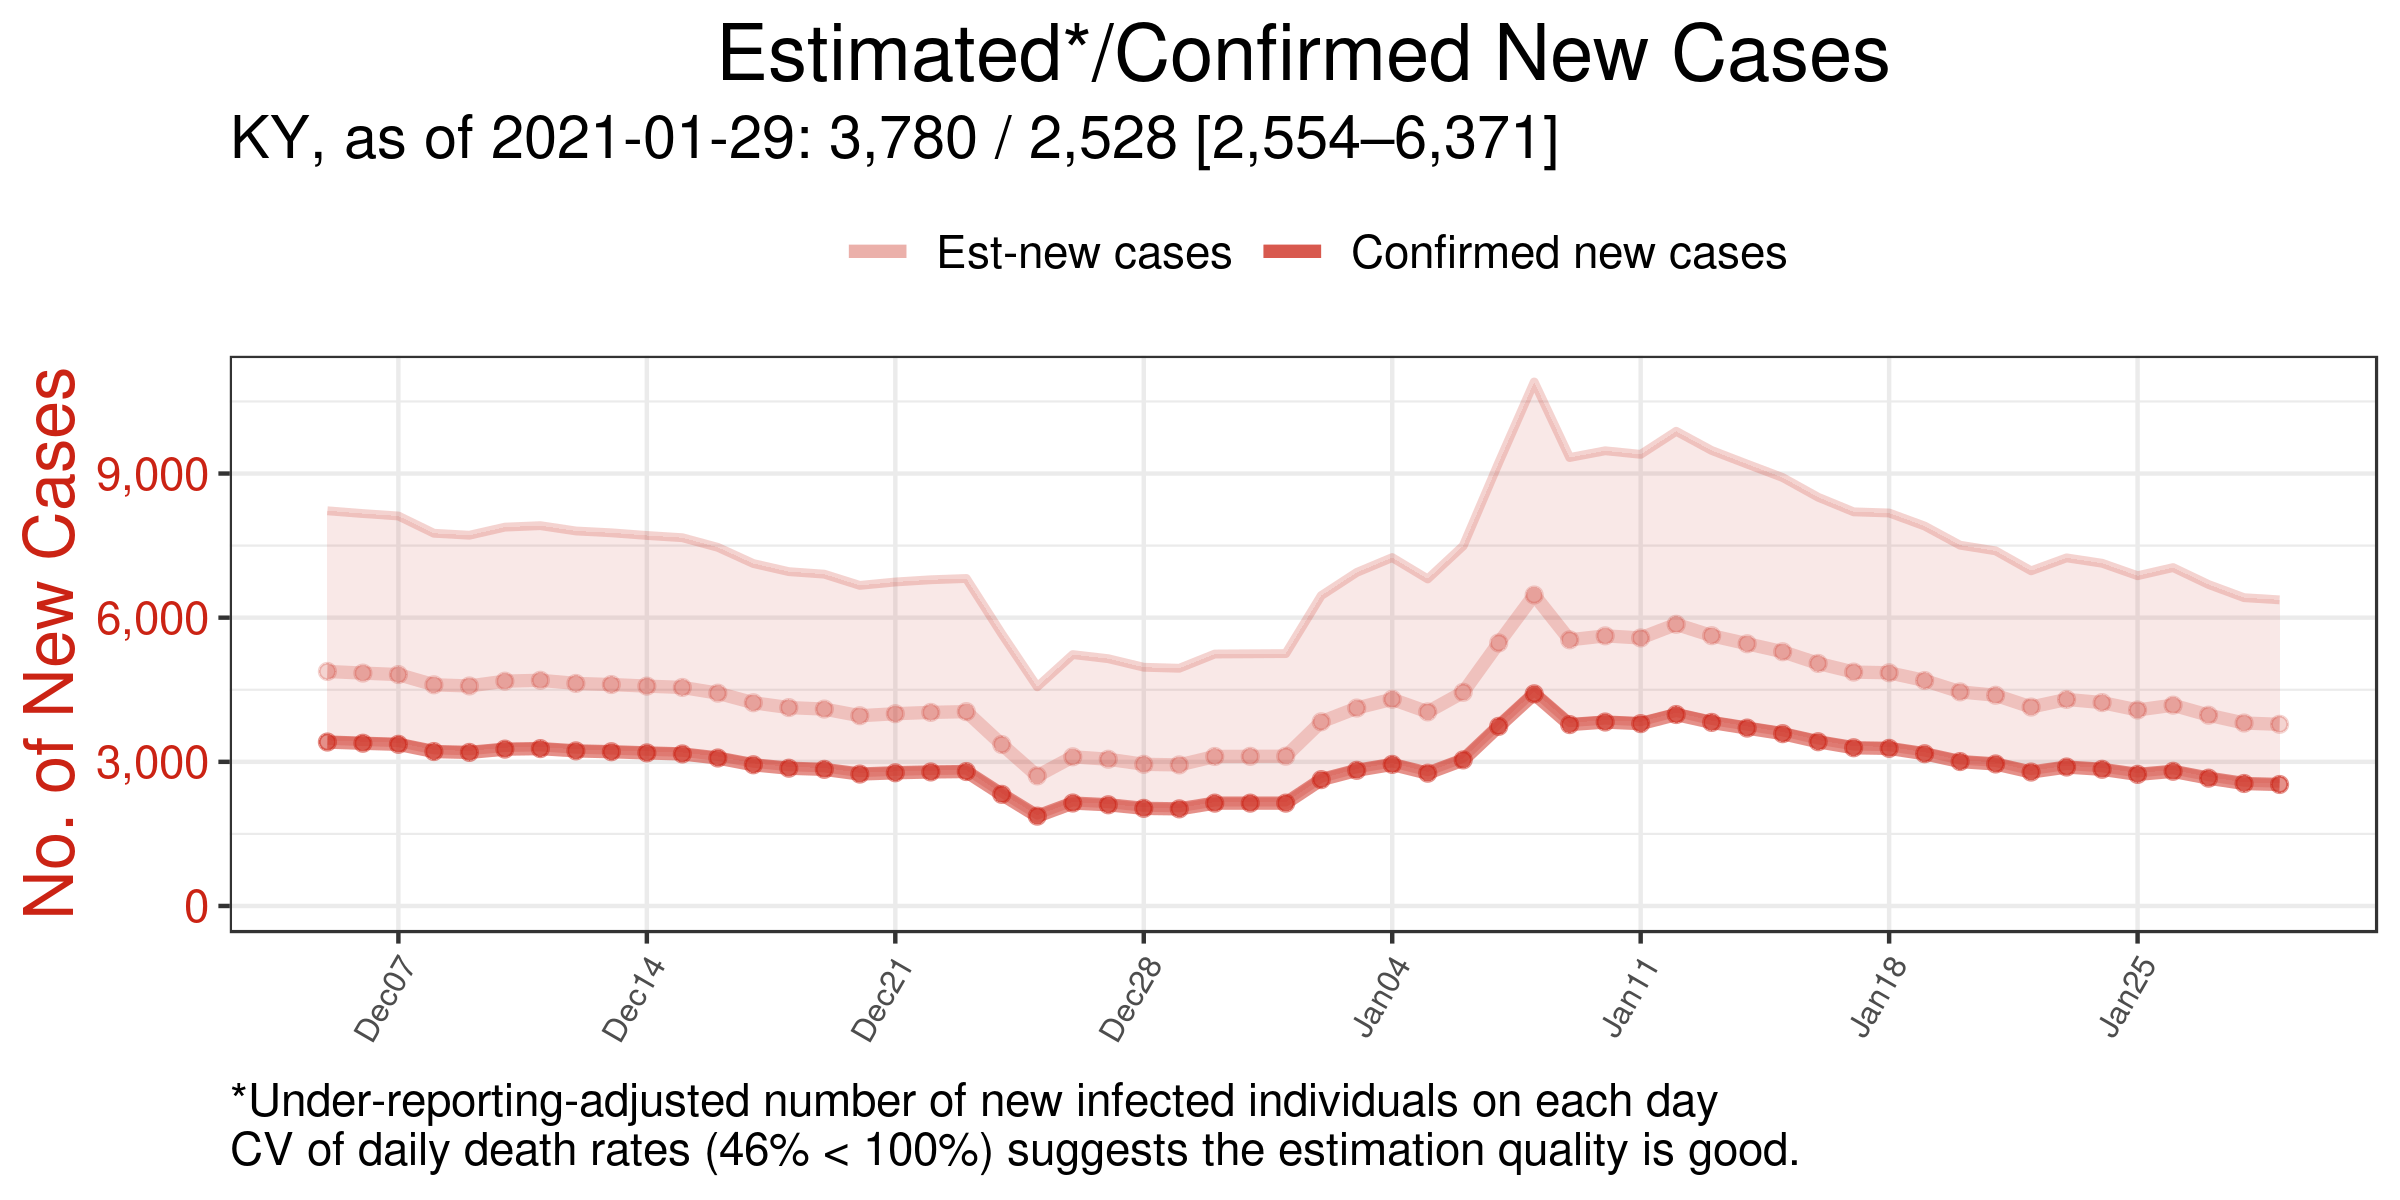 Estimated*/Confirmed New Cases
KY, as of 2021-01-29: 3,780 / 2,528 [2,554–6,371]
Est-new cases
Confirmed new cases
No. of New Cases
9,000
6,000
3,000
0
Dec07
Dec14
Dec21
Dec28
Jan04
Jan11
Jan18
Jan25
*Under-reporting-adjusted number of new infected individuals on each day
CV of daily death rates (46% < 100%) suggests the estimation quality is good.